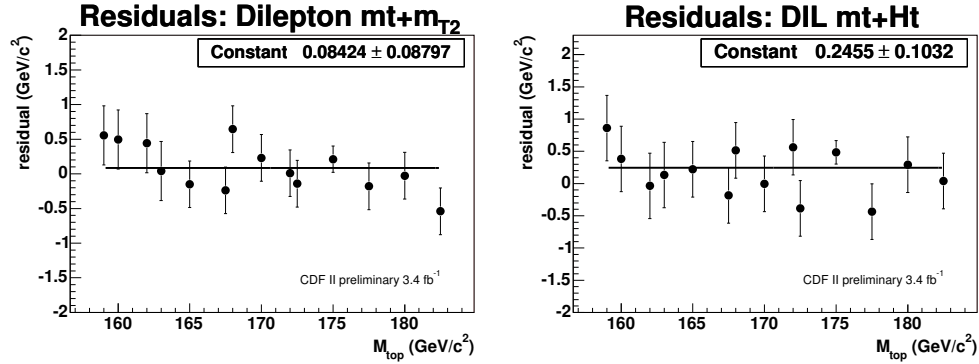 Residuals: Dilepton mt+m_T2
residual (GeV/c²)
Constant 0.08424 ± 0.08797
2
1.5
1
0.5
0
-0.5
-1
-1.5
-2
CDF II preliminary 3.4 fb⁻¹
160 165 170 175 180
M_top (GeV/c²)
Residuals: DIL mt+Ht
residual (GeV/c²)
Constant 0.2455 ± 0.1032
2
1.5
1
0.5
0
-0.5
-1
-1.5
-2
CDF II preliminary 3.4 fb⁻¹
160 165 170 175 180
M_top (GeV/c²)